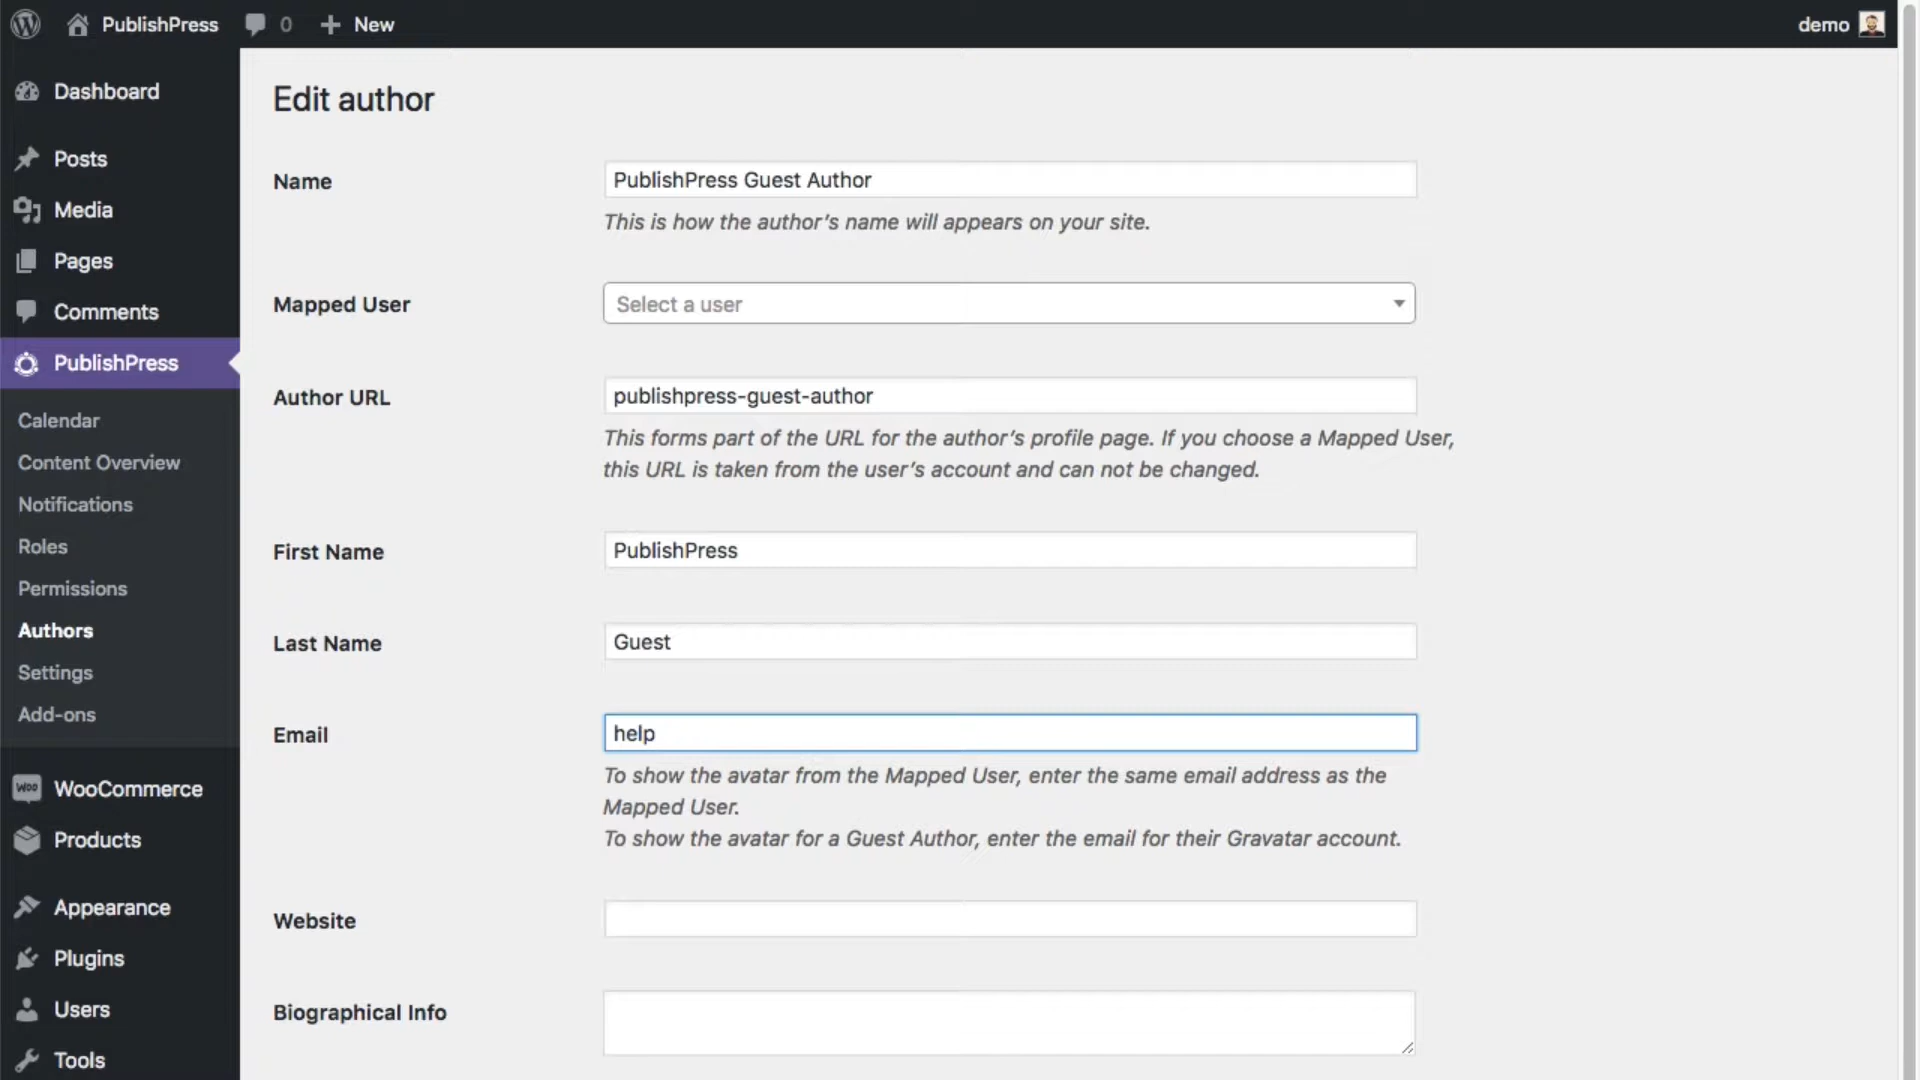 PublishPress
0
New
demo
Dashboard
Posts
Media
Pages
Comments
PublishPress
Calendar
Content Overview
Notifications
Roles
Permissions
Authors
Settings
Add-ons
WOO
WooCommerce
Products
Appearance
Plugins
Users
Tools
Edit author
Name
PublishPress Guest Author
This is how the author’s name will appears on your site.
Mapped User
Select a user
Author URL
publishpress-guest-author
This forms part of the URL for the author’s profile page. If you choose a Mapped User,
this URL is taken from the user’s account and can not be changed.
First Name
PublishPress
Last Name
Guest
Email
help
To show the avatar from the Mapped User, enter the same email address as the
Mapped User.
To show the avatar for a Guest Author, enter the email for their Gravatar account.
Website
Biographical Info